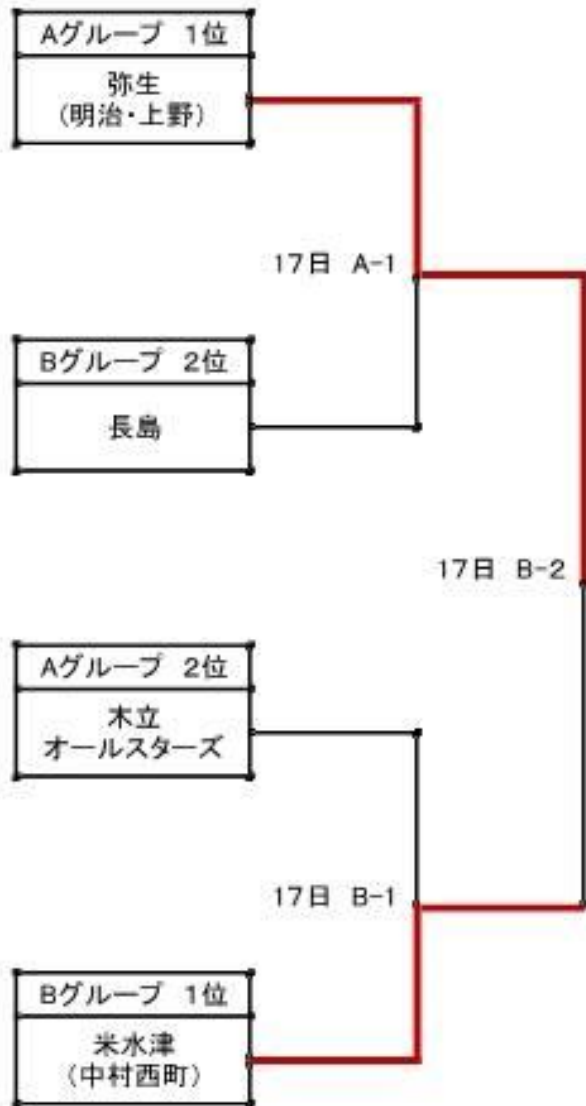 Aグループ 1位
弥生
(明治・上野)
17日 A-1
Bグループ 2位
長島
17日 B-2
Aグループ 2位
木立
オールスターズ
17日 B-1
Bグループ 1位
米水津
(中村西町)